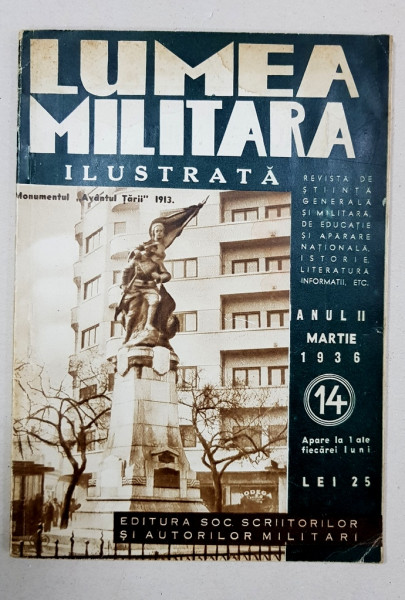 LUMEA
MILITARA
ILUSTRATĂ
Monumentul „Avântul Țării" 1913.
REVISTA DE
ȘTIINȚĂ
GENERALĂ
ȘI MILITARĂ,
DE EDUCAȚIE
ȘI APĂRARE
NAȚIONALĂ,
ISTORIE,
LITERATURĂ
INFORMAȚII, ETC.
ANUL II
MARTIE
1936
14
Apare la 1 ale
fiecărei luni
LEI 25
BODEGA
EDITURA SOC. SCRIITORILOR
ȘI AUTORILOR MILITARI